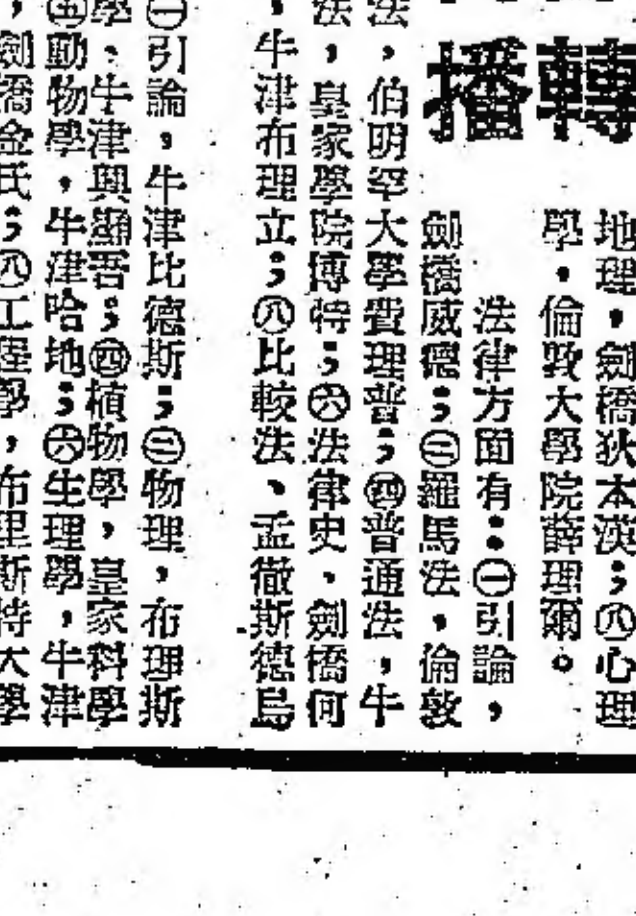 轉
播
地理,劍橋狄本漢;㊇心理
學,倫敦大學院薛理爾。
法律方面有:㊀引論,
劍橋威德;㊁羅馬法,倫敦
法,伯明罕大學費理普;㊃普通法,牛
法,皇家學院博特;㊅法律史、劍橋何
,牛津布理立;㊇比較法、孟徹斯德烏
㊀引論,牛津比德斯;㊁物理,布理斯
學、牛津興爾吾;㊃植物學,皇家科學
㊄動物學,牛津哈地;㊅生理學,牛津
,劍橋金氏;㊇工程學,布里斯特大學